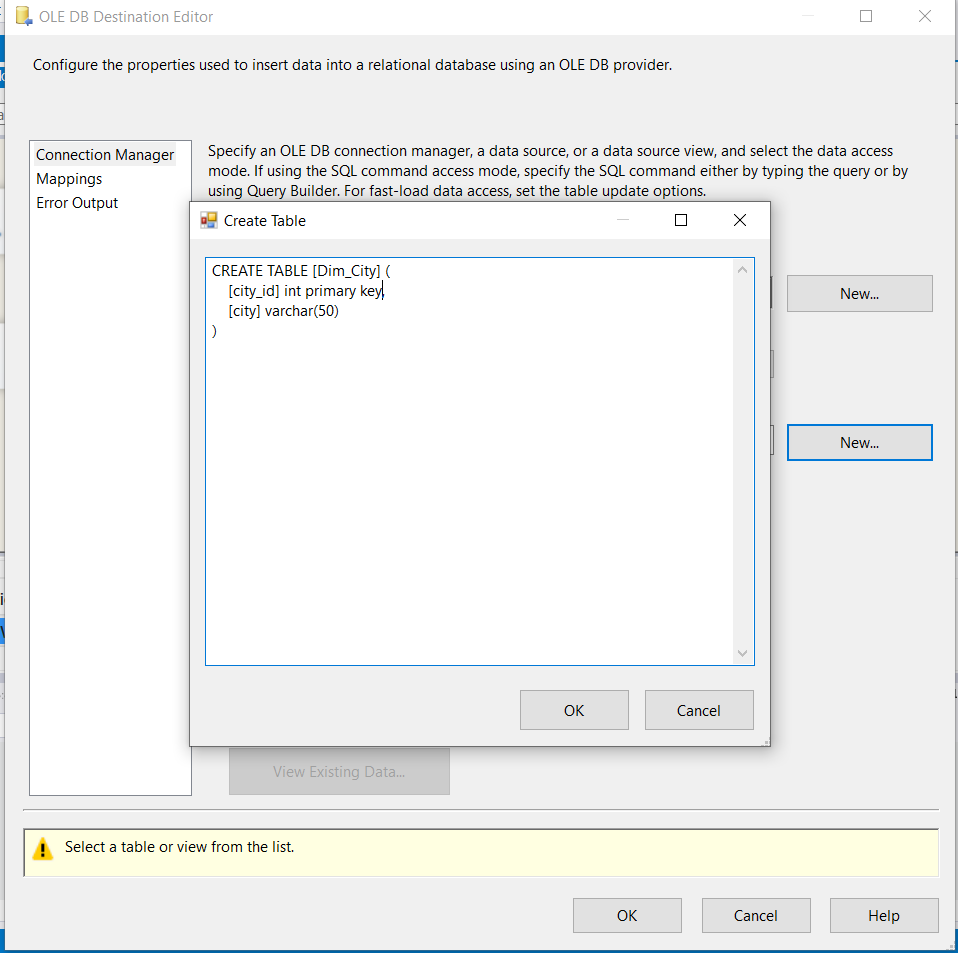 OLE DB Destination Editor
Configure the properties used to insert data into a relational database using an OLE DB provider.
Connection Manager
Mappings
Error Output
Specify an OLE DB connection manager, a data source, or a data source view, and select the data access
mode. If using the SQL command access mode, specify the SQL command either by typing the query or by
using Query Builder. For fast-load data access, set the table update options.
Create Table
CREATE TABLE [Dim_City] (
[city_id] int primary key,
[city] varchar(50)
)
New...
New...
OK
Cancel
View Existing Data...
Select a table or view from the list.
OK
Cancel
Help